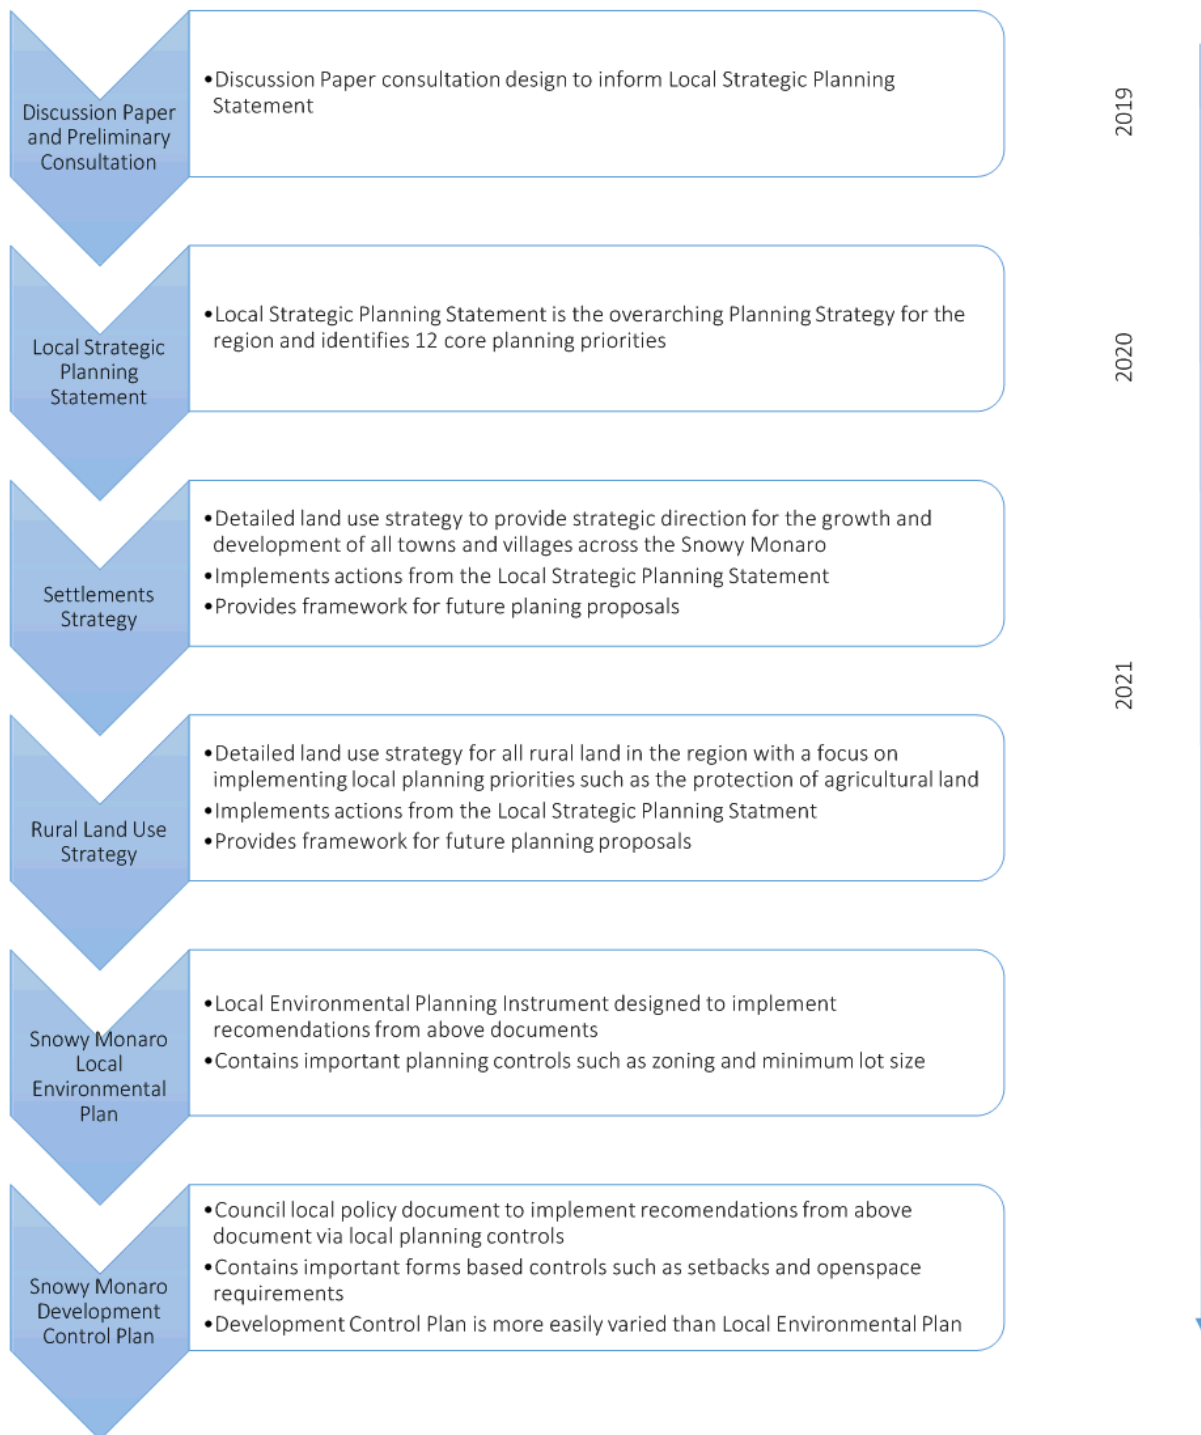 Discussion Paper
and Preliminary
Consultation
•Discussion Paper consultation design to inform Local Strategic Planning
Statement
2019
Local Strategic
Planning
Statement
•Local Strategic Planning Statement is the overarching Planning Strategy for the
region and identifies 12 core planning priorities
2020
Settlements
Strategy
•Detailed land use strategy to provide strategic direction for the growth and
development of all towns and villages across the Snowy Monaro
•Implements actions from the Local Strategic Planning Statement
•Provides framework for future planing proposals
2021
Rural Land Use
Strategy
•Detailed land use strategy for all rural land in the region with a focus on
implementing local planning priorities such as the protection of agricultural land
•Implements actions from the Local Strategic Planning Statment
•Provides framework for future planning proposals
Snowy Monaro
Local
Environmental
Plan
•Local Environmental Planning Instrument designed to implement
recomendations from above documents
•Contains important planning controls such as zoning and minimum lot size
Snowy Monaro
Development
Control Plan
•Council local policy document to implement recomendations from above
document via local planning controls
•Contains important forms based controls such as setbacks and openspace
requirements
•Development Control Plan is more easily varied than Local Environmental Plan